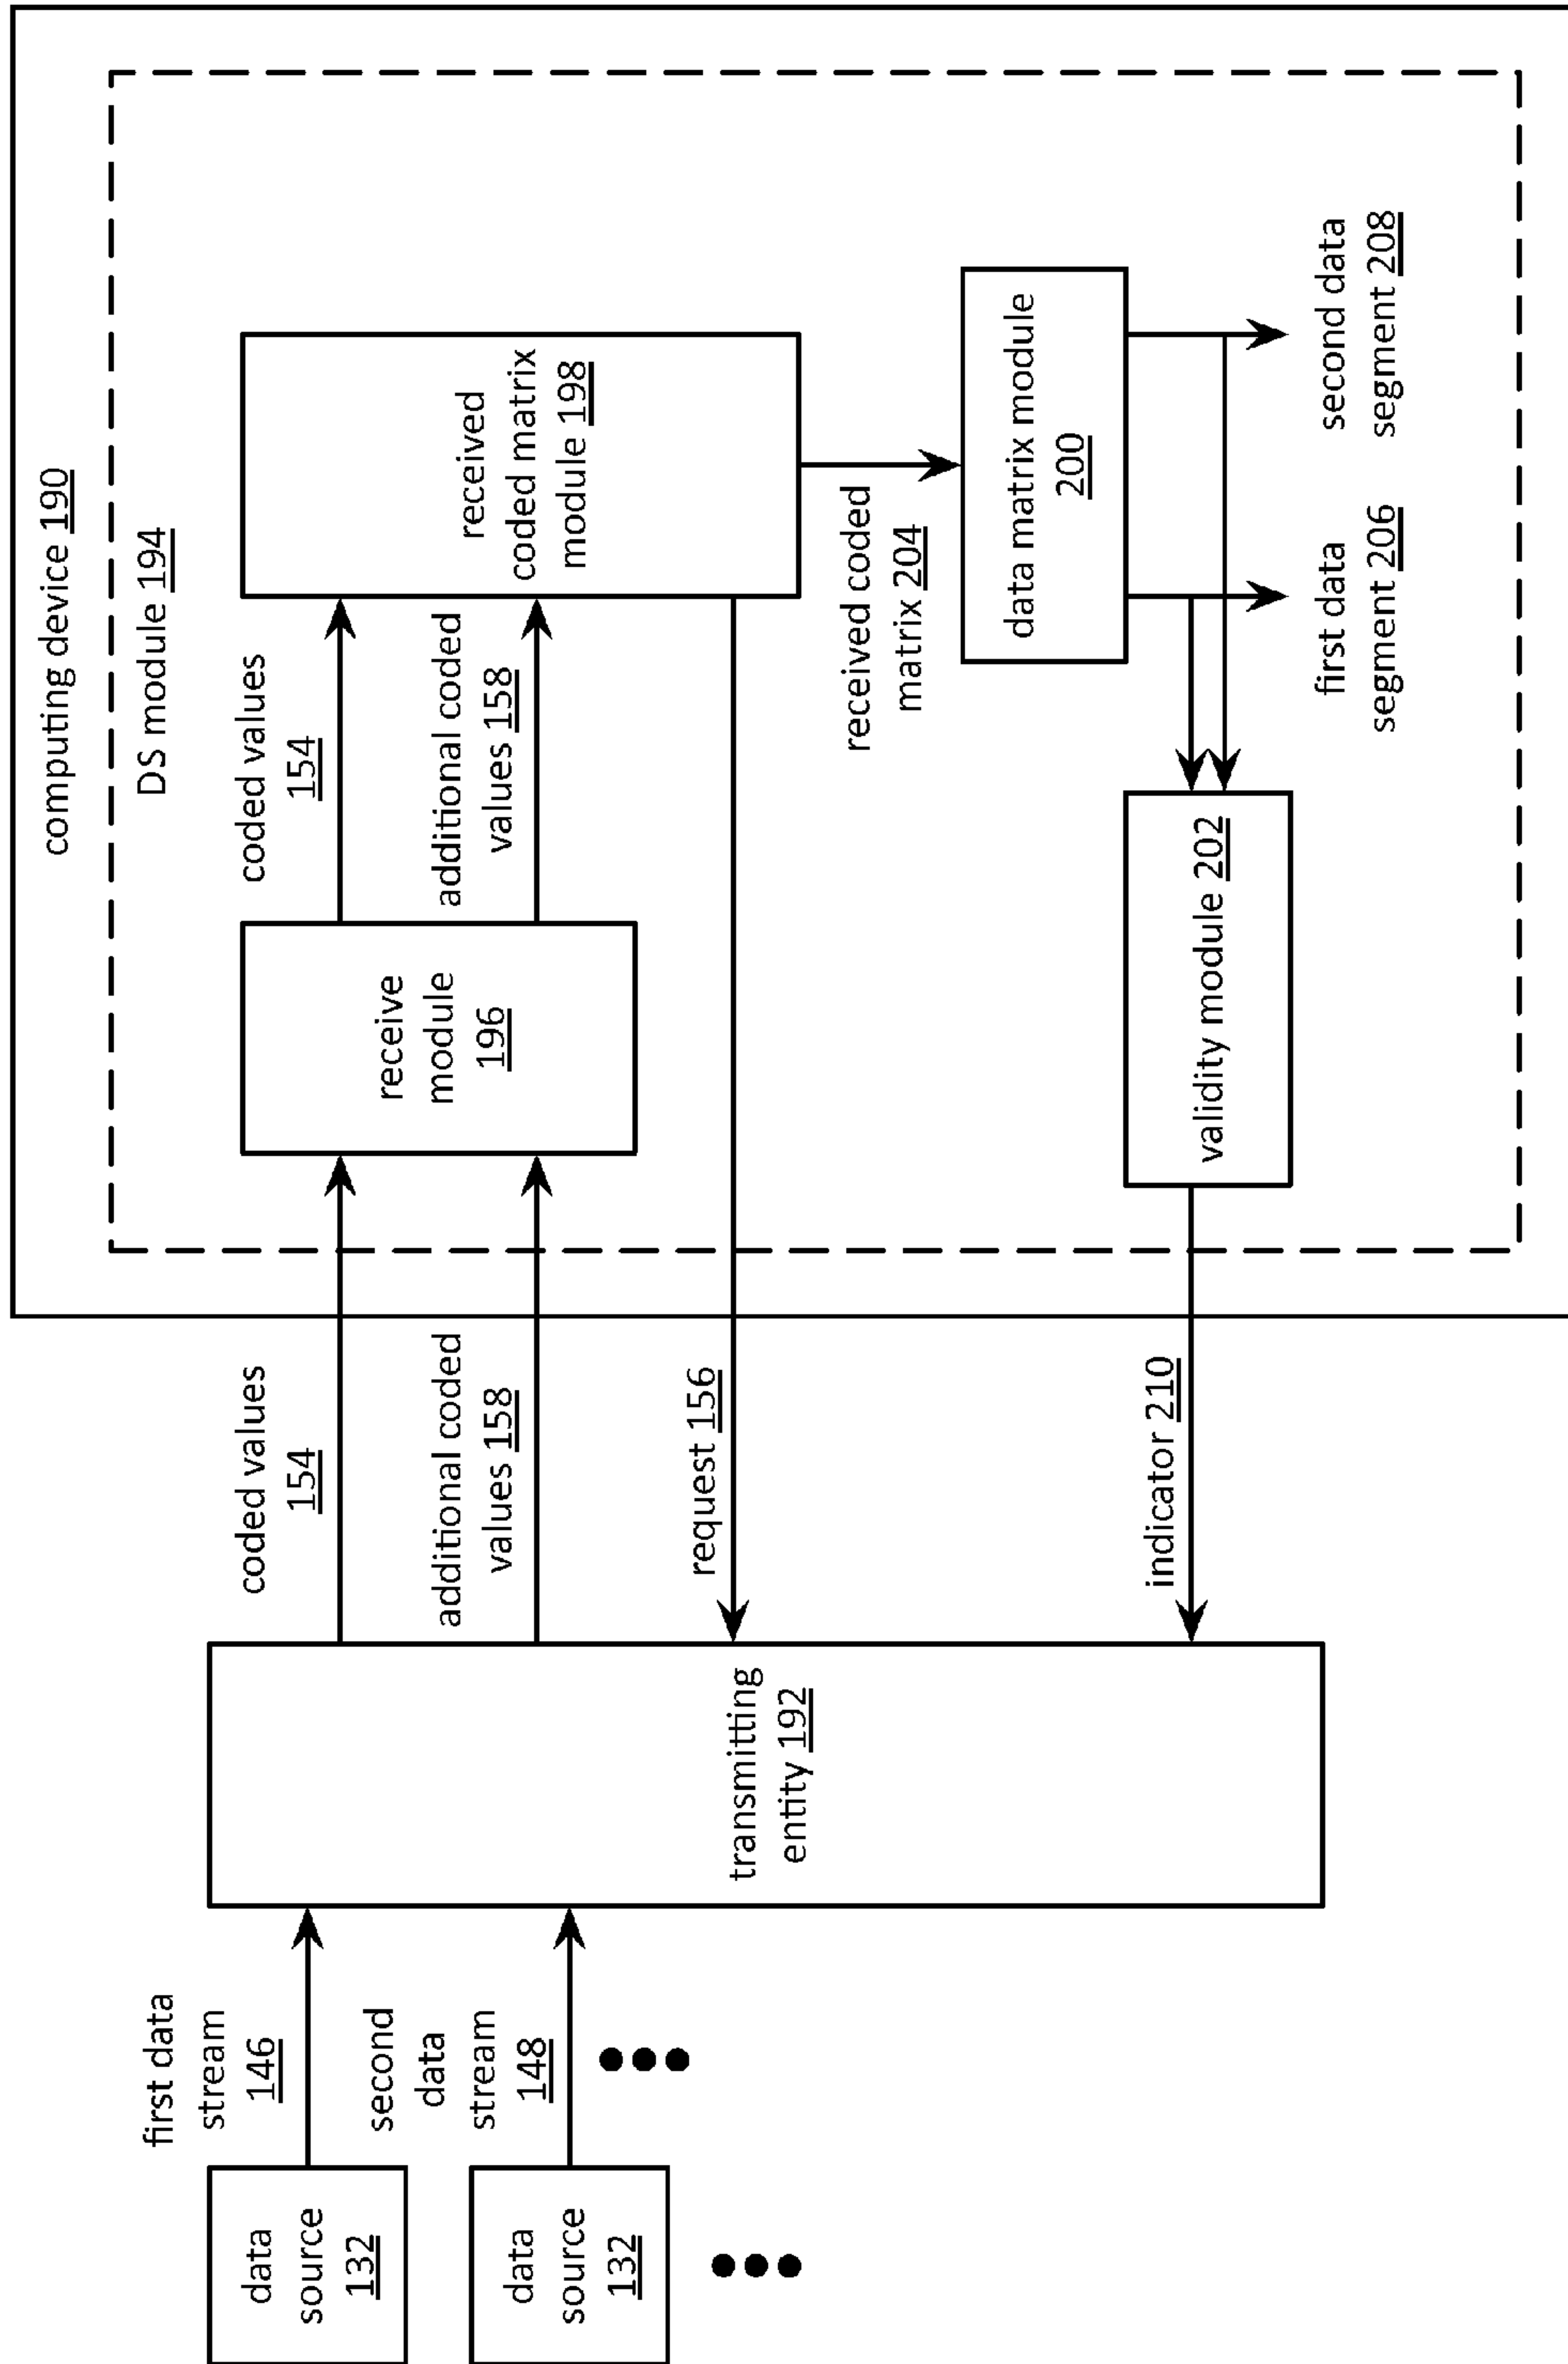 computing device 190
DS module 194
first data
stream
146
data
source
132
second
data
stream
148
data
source
132
transmitting
entity 192
coded values
154
additional coded
values 158
request 156
indicator 210
receive
module
196
coded values
154
additional coded
values 158
received
coded matrix
module 198
received coded
matrix 204
data matrix module
200
validity module 202
first data
segment 206
second data
segment 208